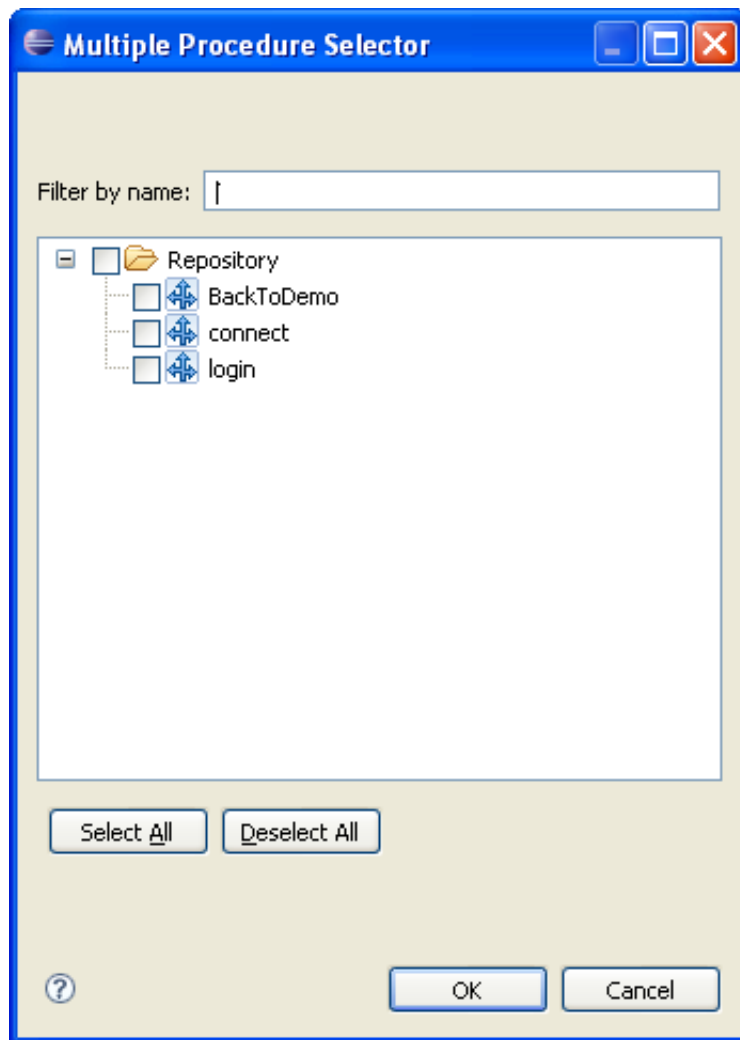 Multiple Procedure Selector
Filter by name:
Repository
BackToDemo
connect
login
Select All Deselect All
? OK Cancel